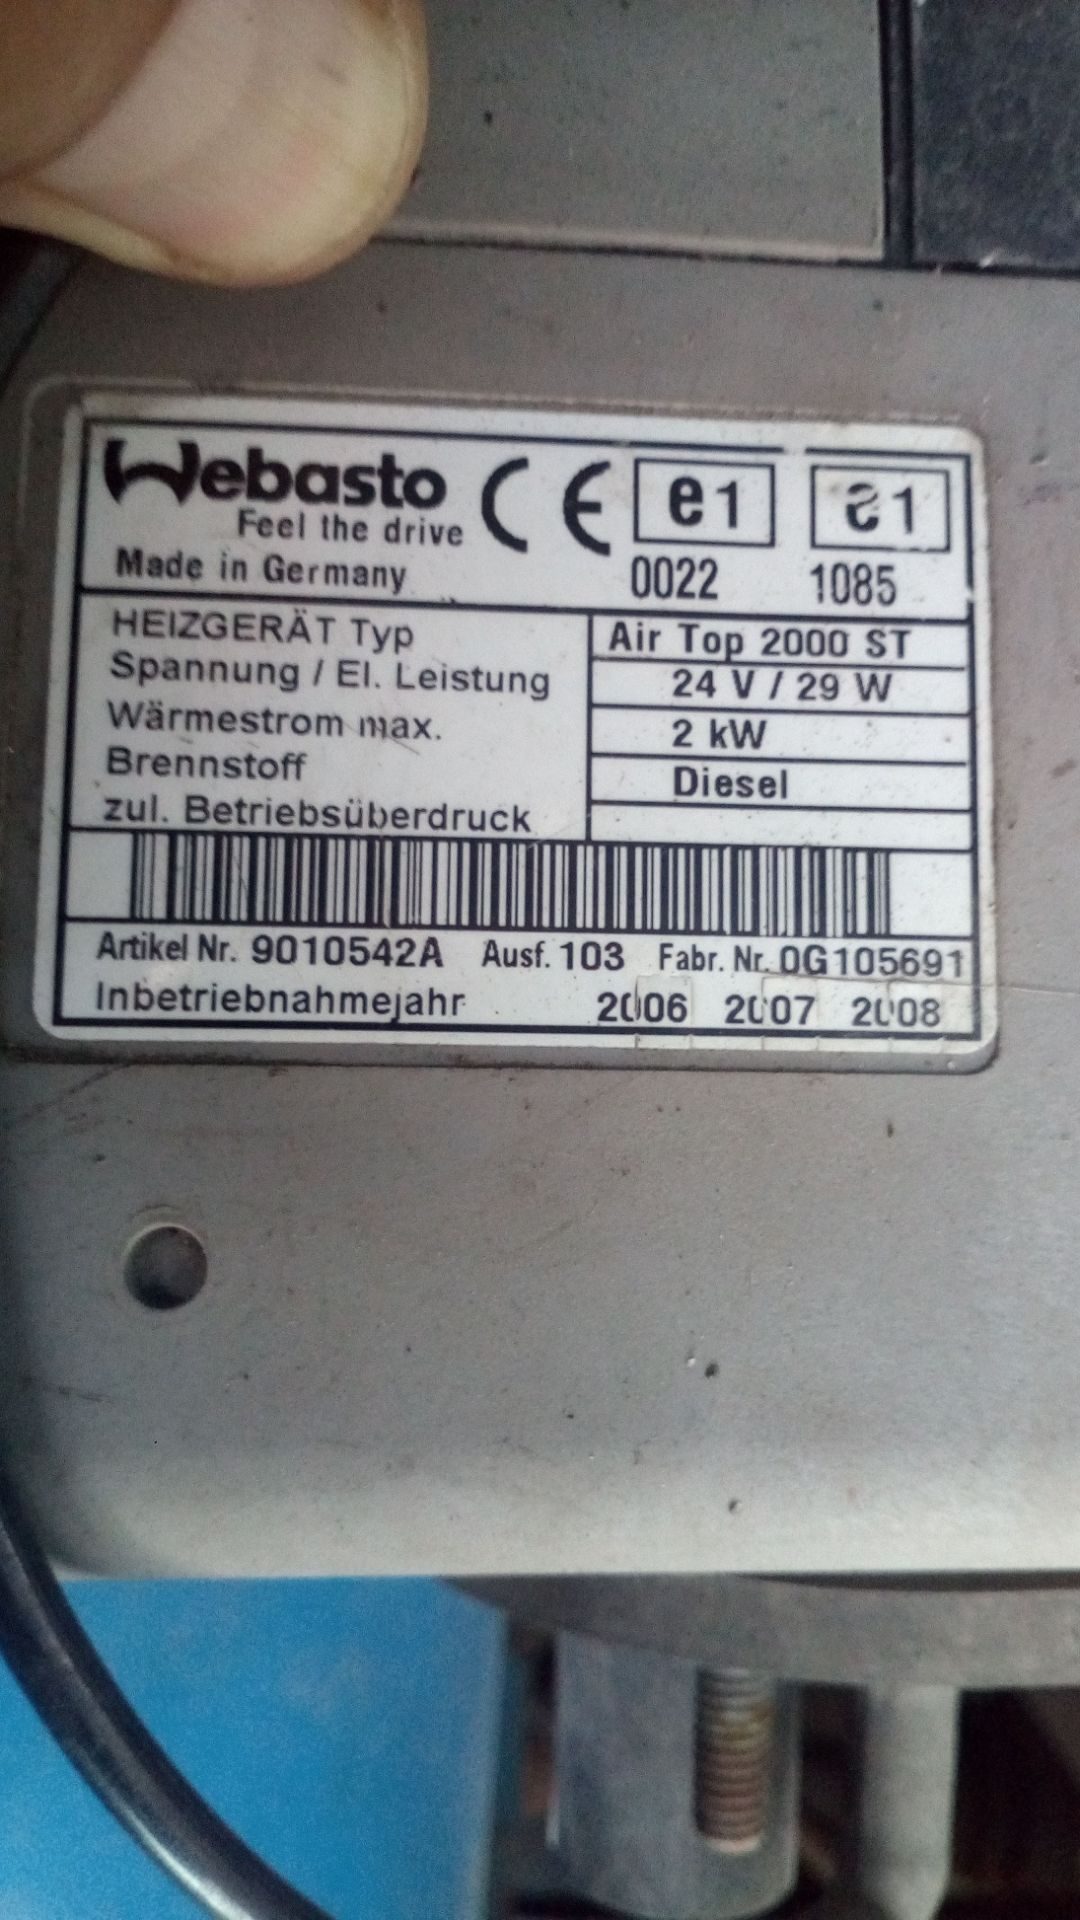 Webasto
Feel the drive
Made in Germany
CE e1 e1
0022 1085
HEIZGERÄT Typ Air Top 2000 ST
Spannung / El. Leistung 24 V / 29 W
Wärmestrom max. 2 kW
Brennstoff Diesel
zul. Betriebsüberdruck
Artikel Nr. 9010542A Ausf. 103 Fabr. Nr. 0G105691
Inbetriebnahmejahr 2006 2007 2008